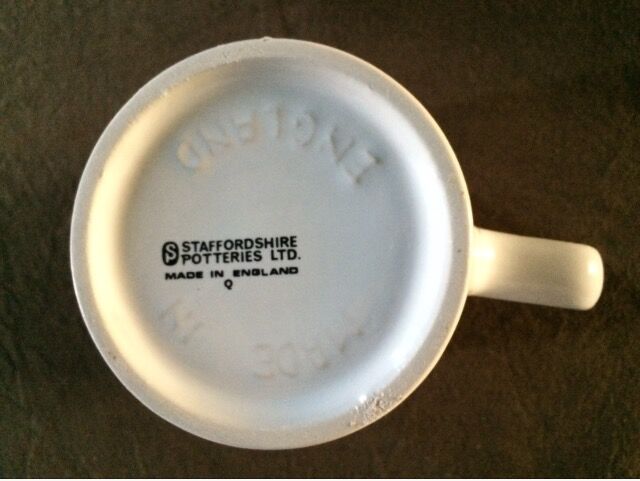 S STAFFORDSHIRE
POTTERIES LTD.
MADE IN ENGLAND
Q
ENGLAND
MADE IN